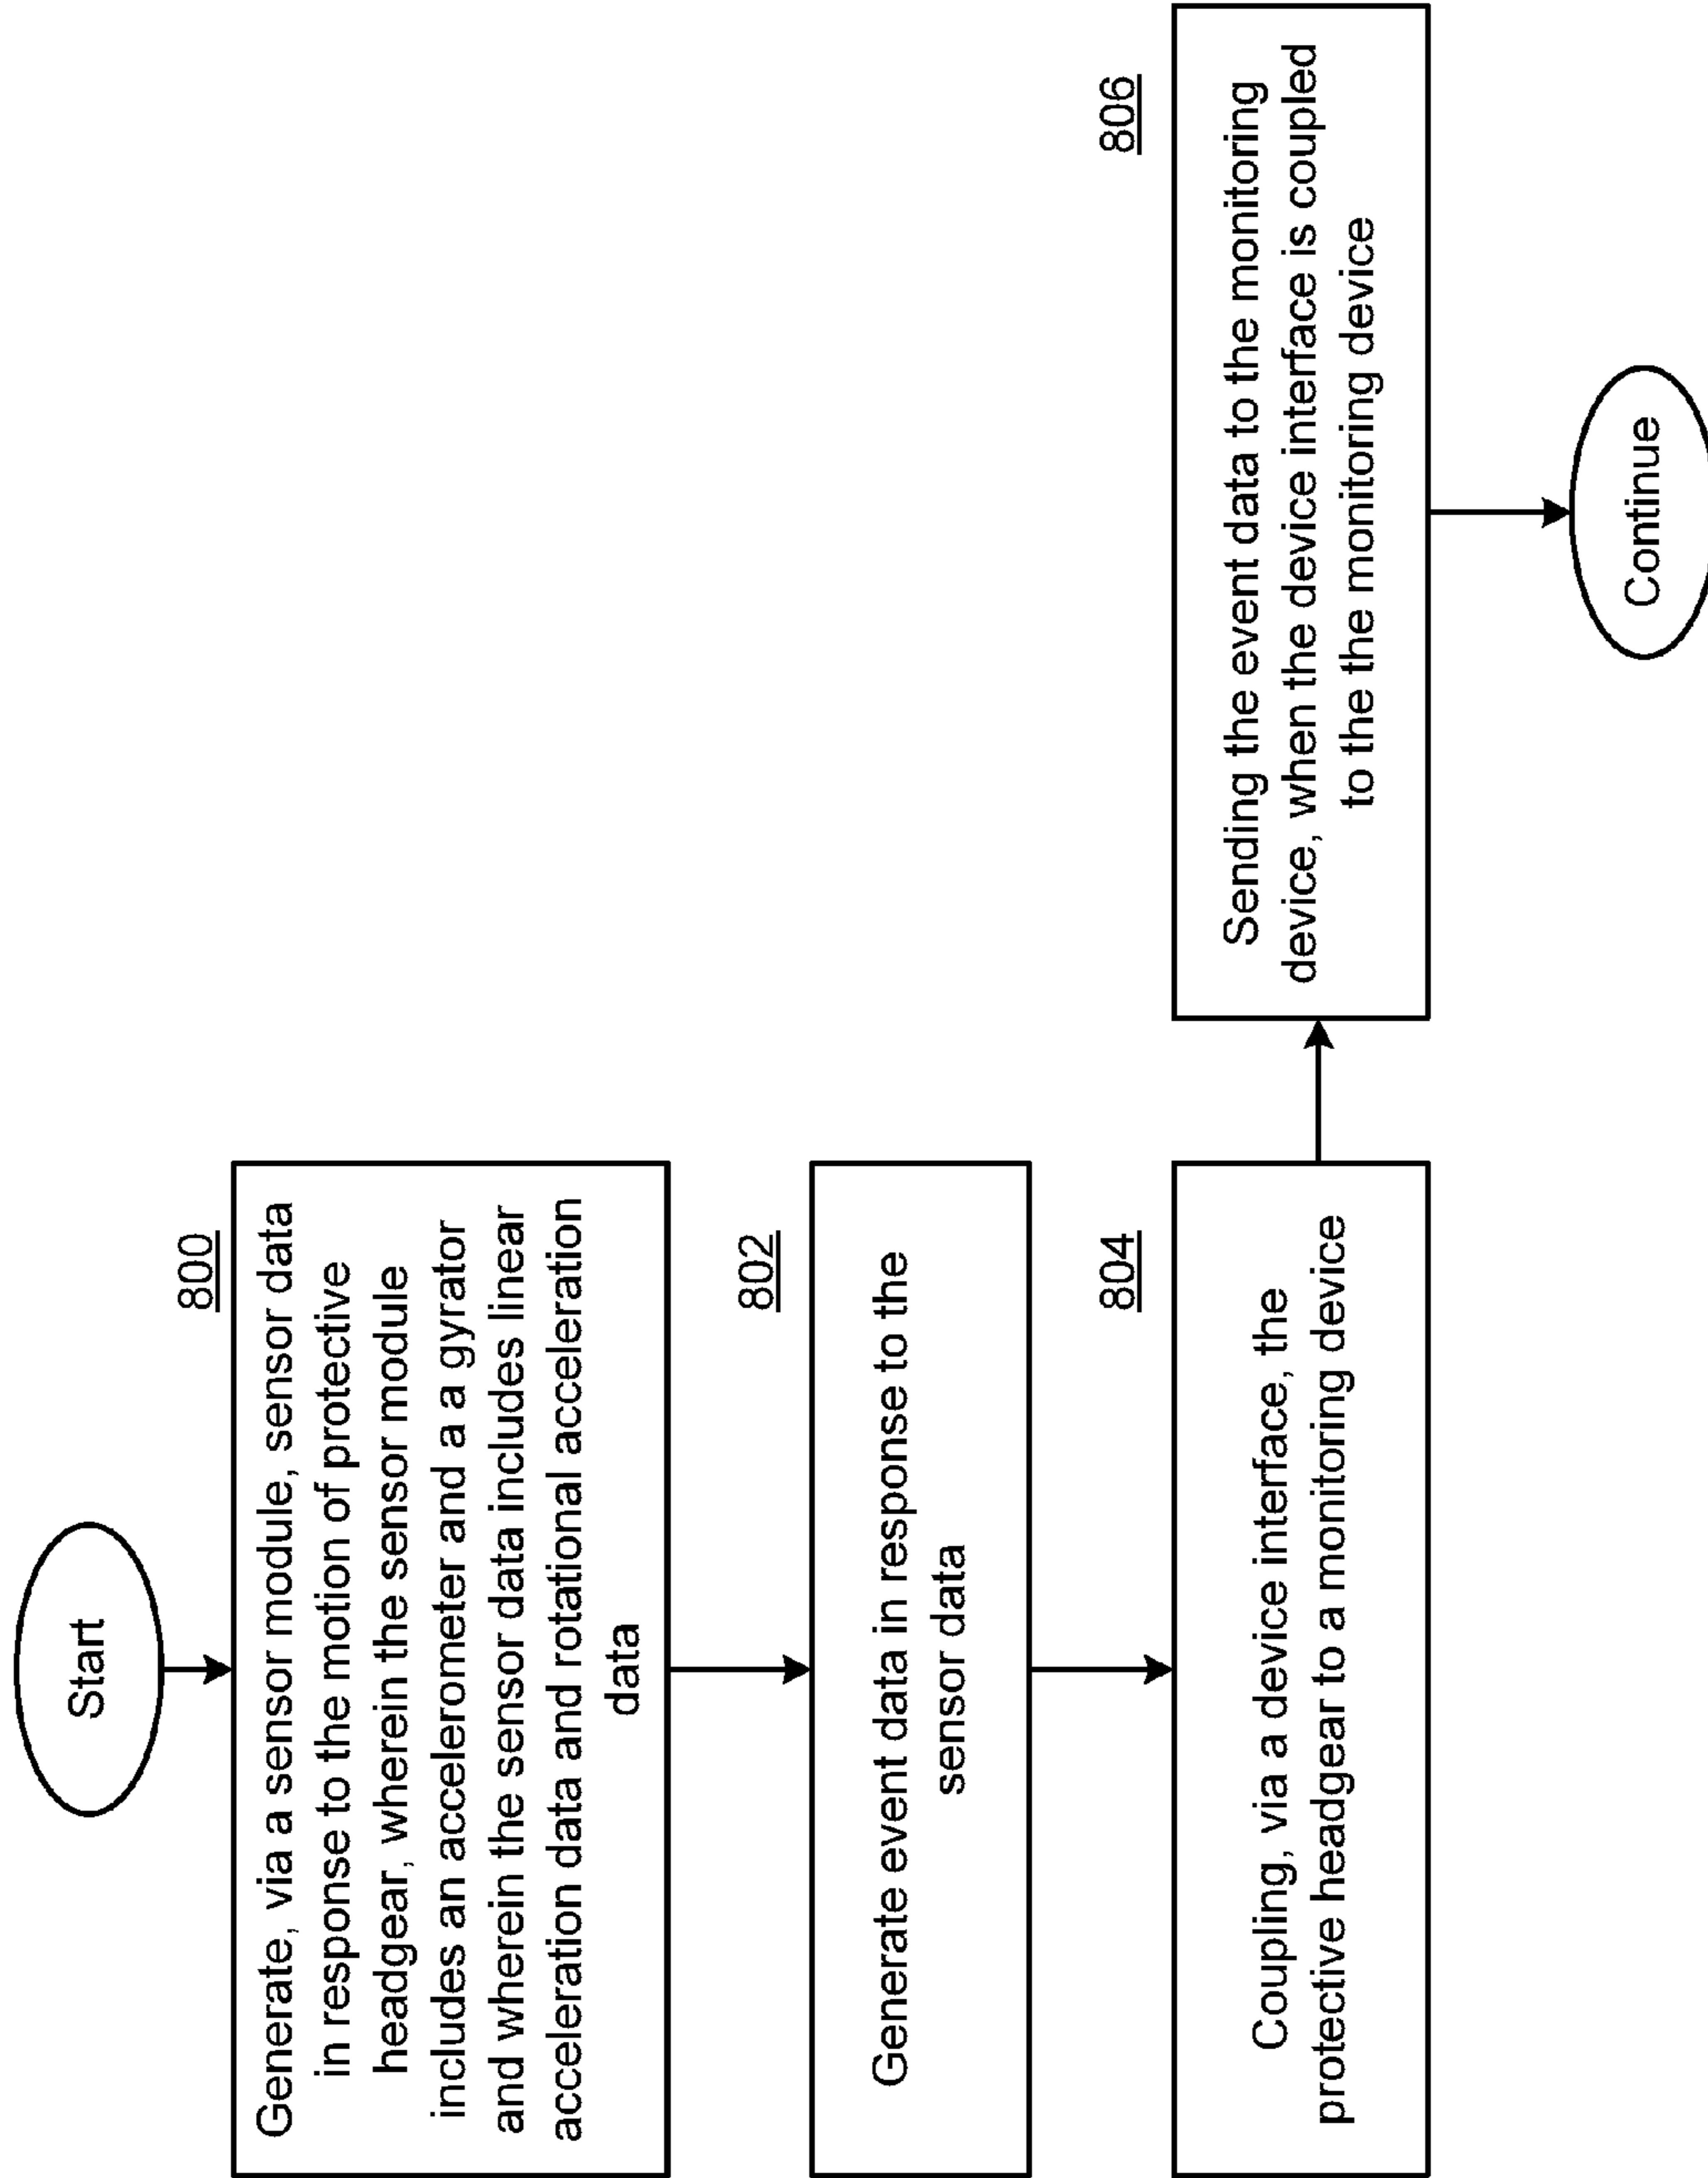 Start
800
Generate, via a sensor module, sensor data
in response to the motion of protective
headgear, wherein the sensor module
includes an accelerometer and a a gyrator
and wherein the sensor data includes linear
acceleration data and rotational acceleration
data
802
Generate event data in response to the
sensor data
804
Coupling, via a device interface, the
protective headgear to a monitoring device
806
Sending the event data to the monitoring
device, when the device interface is coupled
to the the monitoring device
Continue